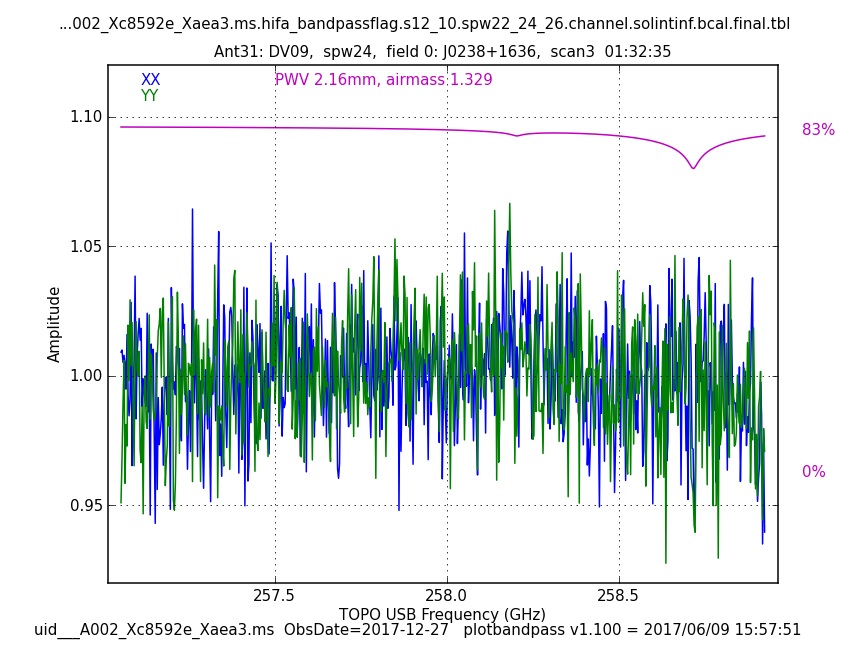 ...002_Xc8592e_Xaea3.ms.hifa_bandpassflag.s12_10.spw22_24_26.channel.solintinf.bcal.final.tbl
Ant31: DV09,  spw24,  field 0: J0238+1636,  scan3  01:32:35
XX
PWV 2.16mm, airmass 1.329
YY
1.10
83%
1.05
Amplitude
1.00
0%
0.95
257.5
258.0
258.5
TOPO USB Frequency (GHz)
uid___A002_Xc8592e_Xaea3.ms  ObsDate=2017-12-27   plotbandpass v1.100 = 2017/06/09 15:57:51